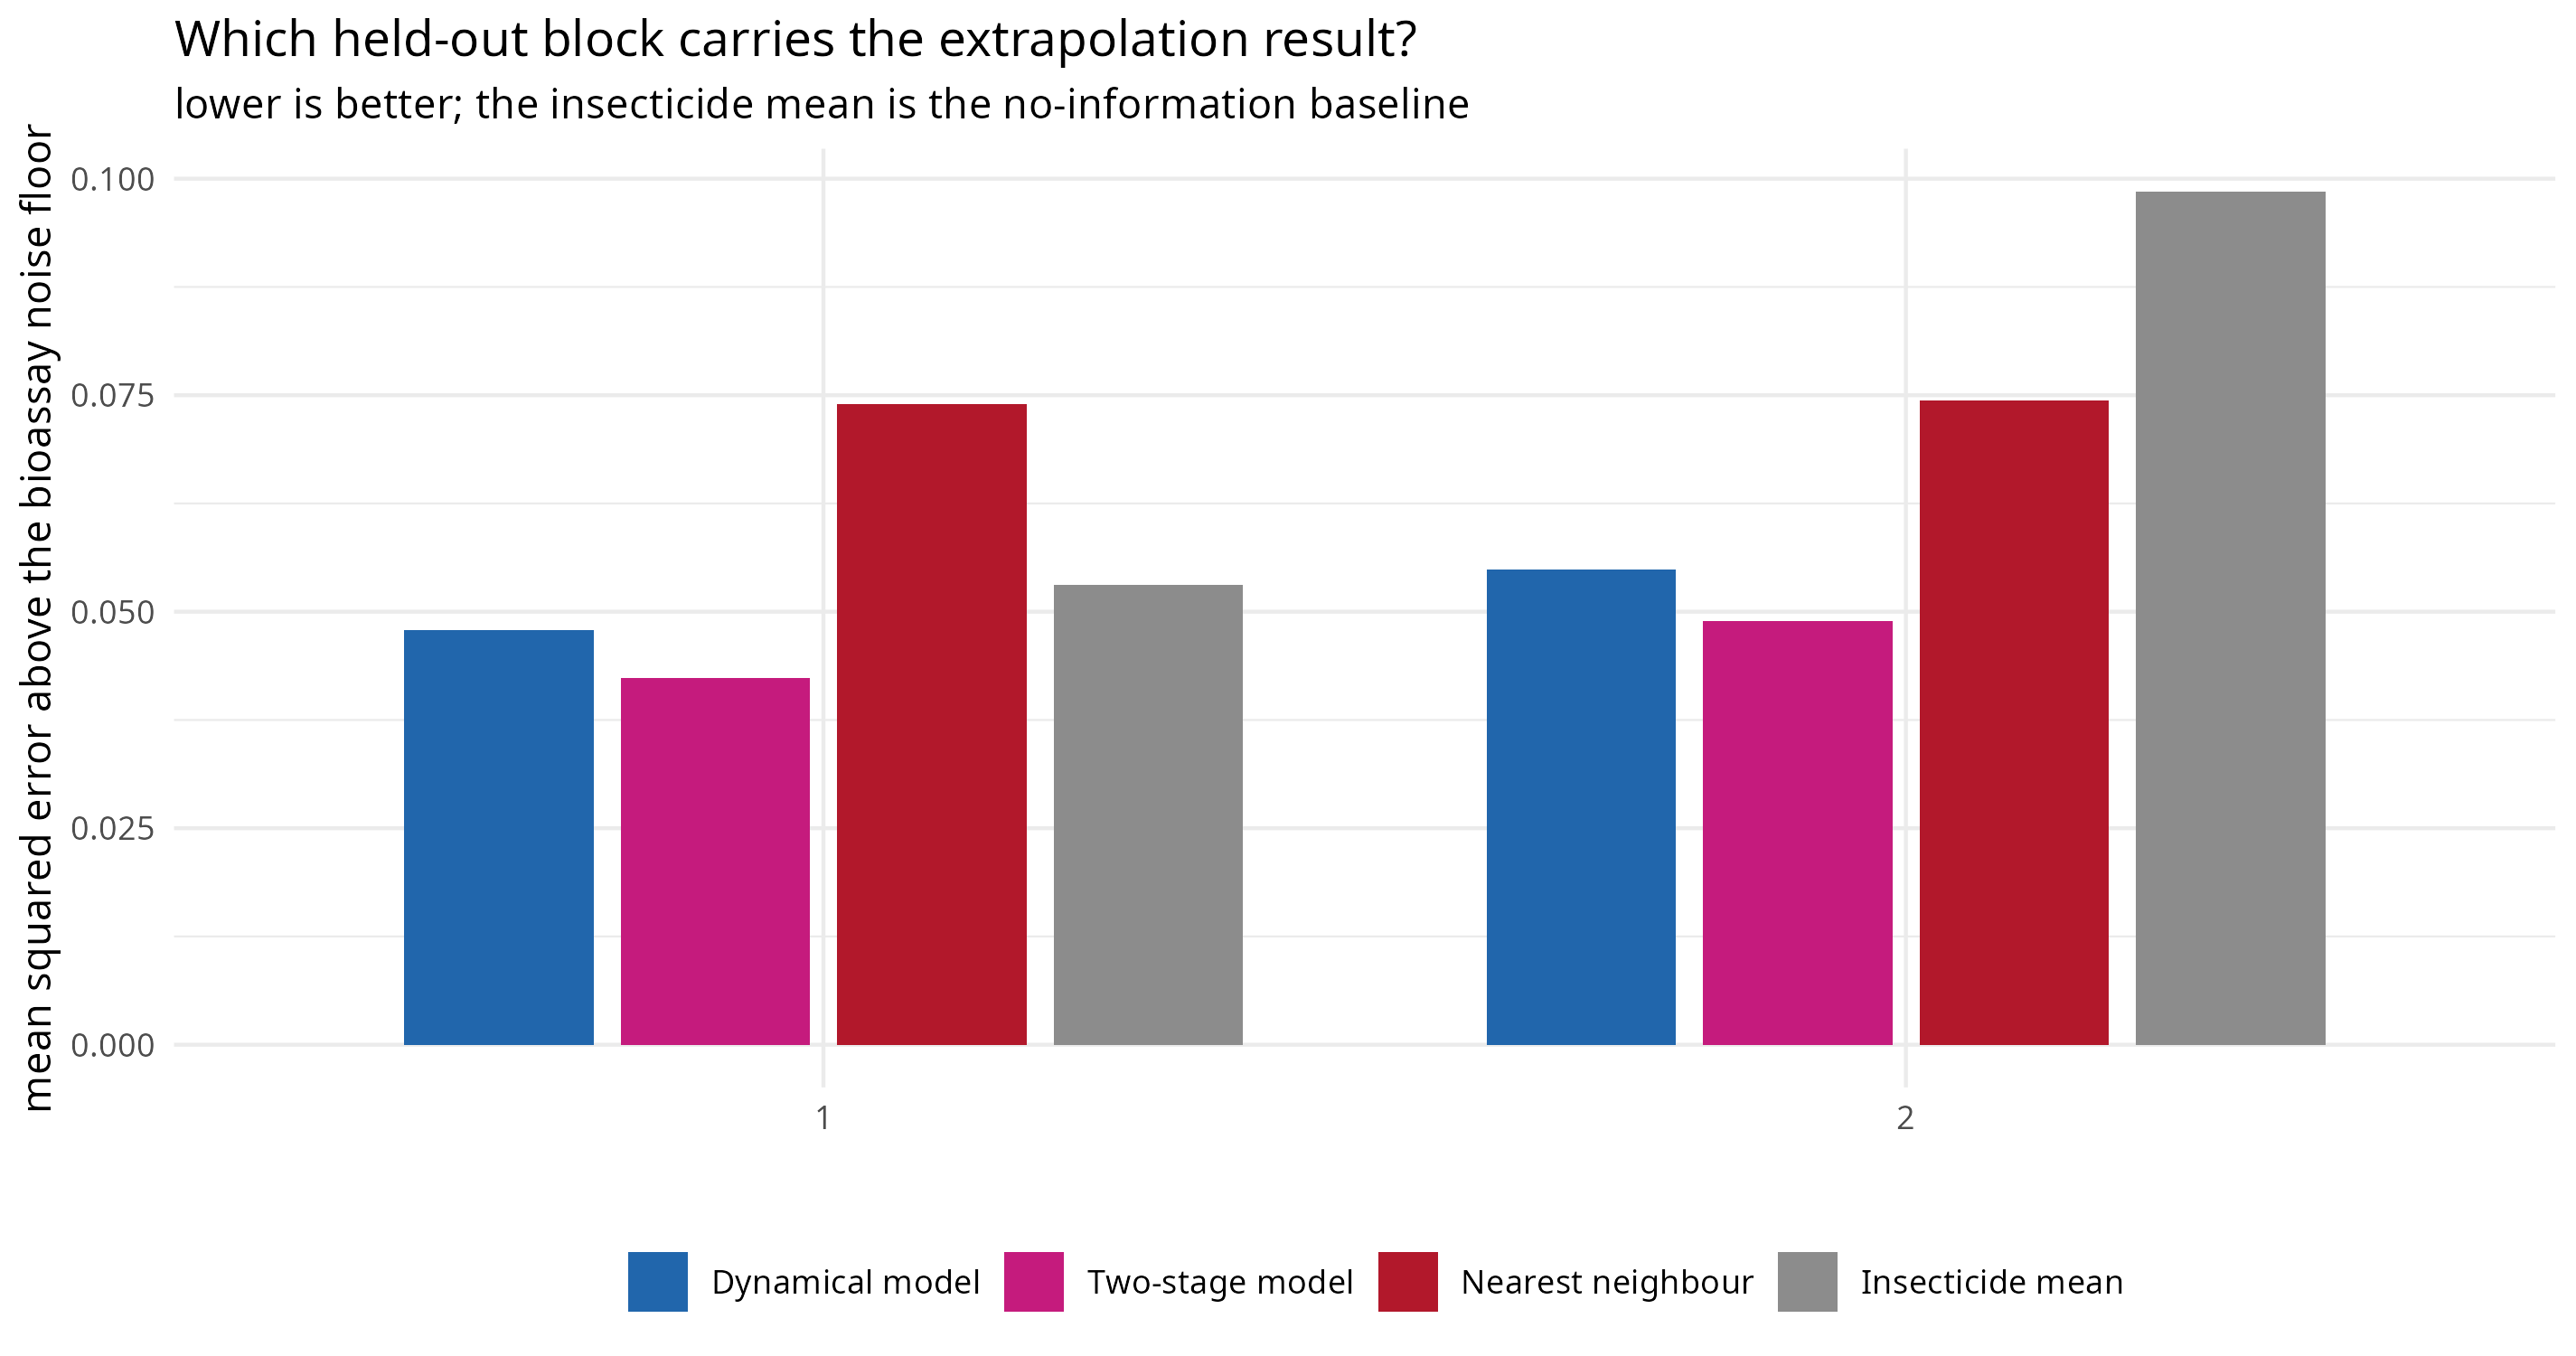 Which held-out block carries the extrapolation result?
lower is better; the insecticide mean is the no-information baseline
mean squared error above the bioassay noise floor
0.100
0.075
0.050
0.025
0.000
1
2
Dynamical model
Two-stage model
Nearest neighbour
Insecticide mean